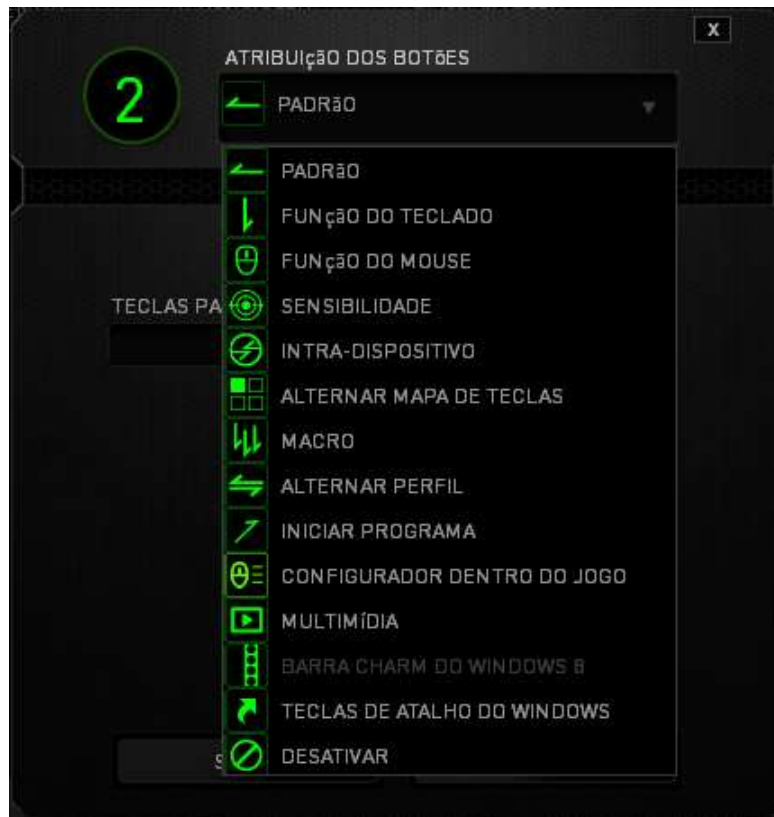 X
ATRIBUIçãO DOS BOTõES
2
PADRãO
PADRãO
FUNçãO DO TECLADO
FUNçãO DO MOUSE
TECLAS PA
SENSIBILIDADE
INTRA-DISPOSITIVO
ALTERNAR MAPA DE TECLAS
MACRO
ALTERNAR PERFIL
INICIAR PROGRAMA
CONFIGURADOR DENTRO DO JOGO
MULTIMíDIA
BARRA CHARM DO WINDOWS 8
TECLAS DE ATALHO DO WINDOWS
S
DESATIVAR